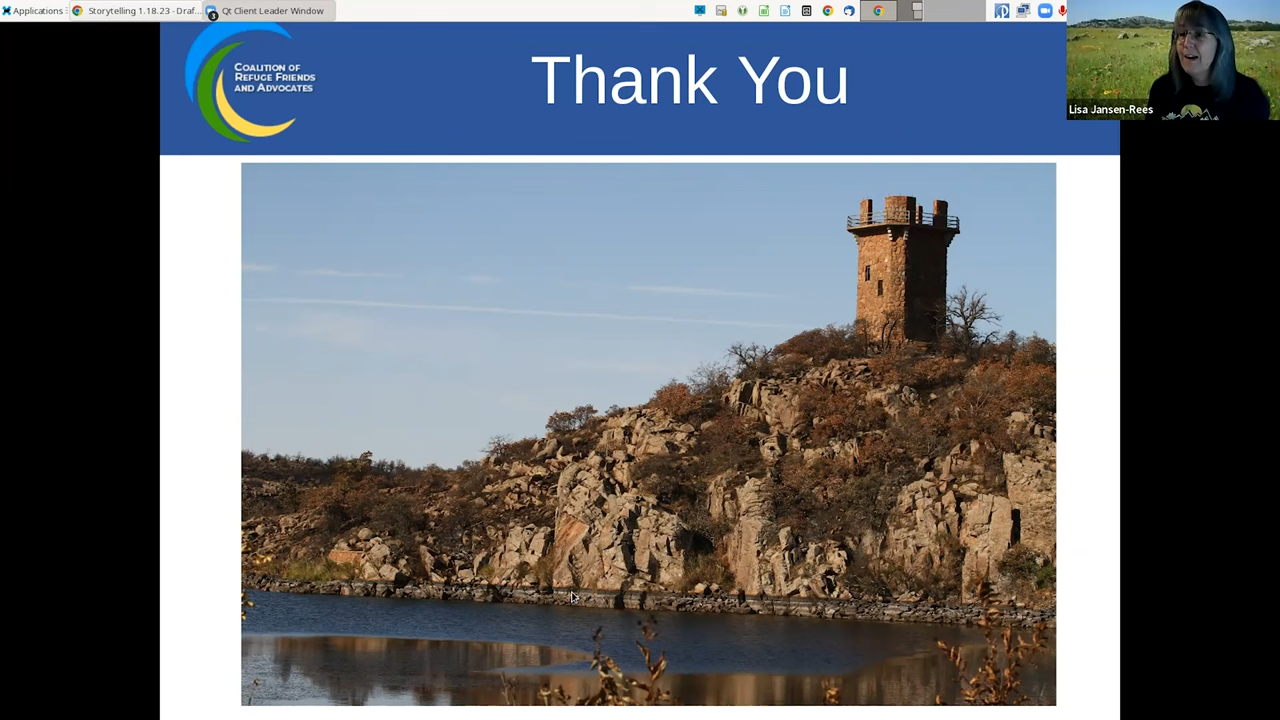 Applications
Storytelling 1.18.23 - Draf...
Qt Client Leader Window
3
COALITION OF
REFUGE FRIENDS
AND ADVOCATES
Thank You
Lisa Jansen-Rees